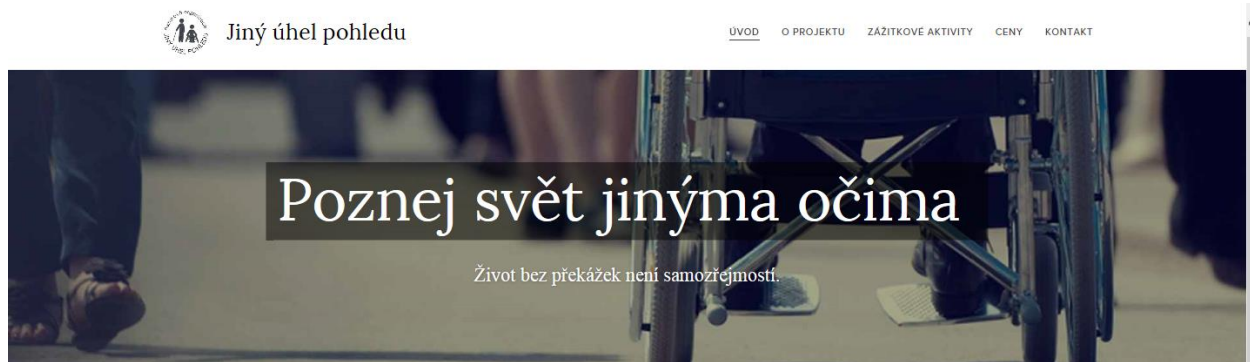 Jiný úhel pohledu
ÚVOD O PROJEKTU ZÁŽITKOVÉ AKTIVITY CENY KONTAKT
Poznej svět jinýma očima
Život bez překážek není samozřejmostí.